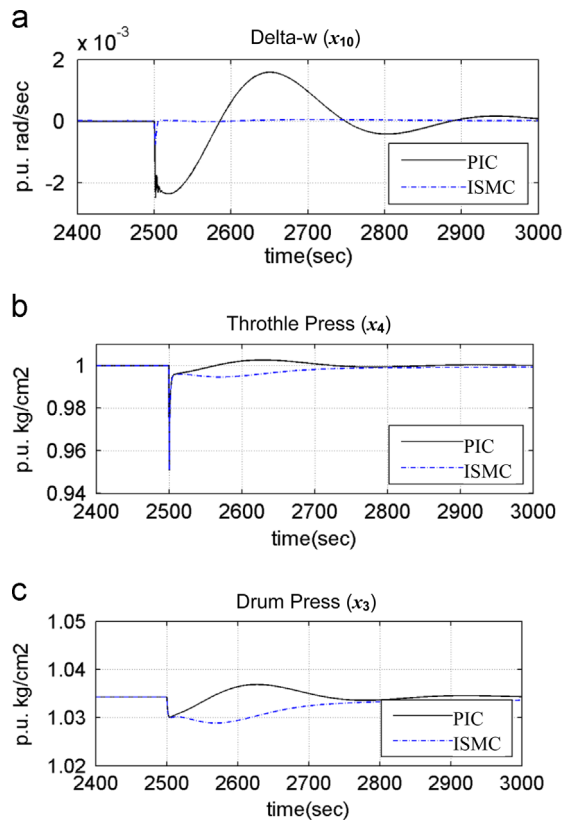 a
Delta-w (x10)
x 10-3
2
0
-2
p.u. rad/sec
PIC
ISMC
2400 2500 2600 2700 2800 2900 3000
time(sec)
b
Throthle Press (x4)
1
0.98
0.96
0.94
p.u. kg/cm2
PIC
ISMC
2400 2500 2600 2700 2800 2900 3000
time(sec)
c
Drum Press (x3)
1.05
1.04
1.03
1.02
p.u. kg/cm2
PIC
ISMC
2400 2500 2600 2700 2800 2900 3000
time(sec)